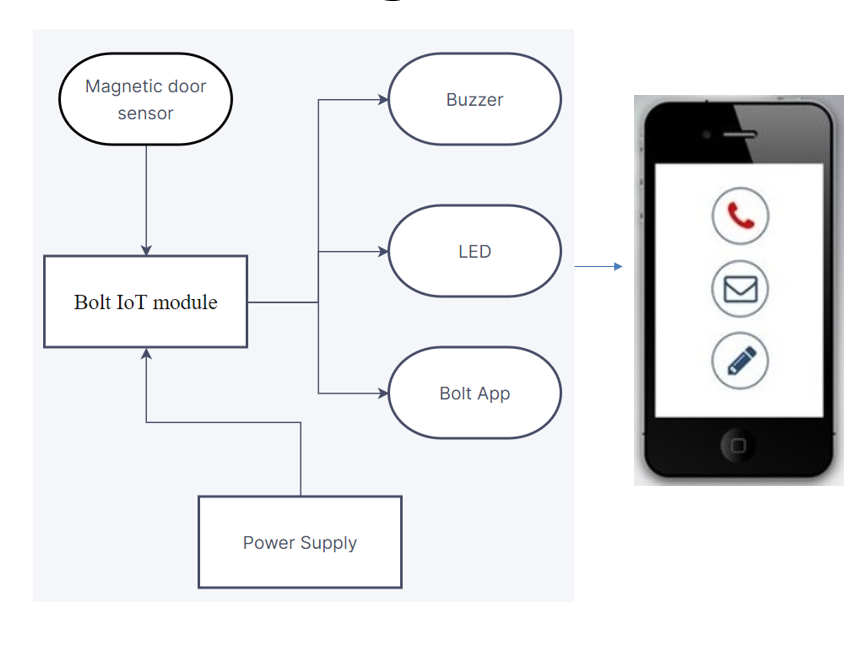 Magnetic door
sensor
Buzzer
LED
Bolt IoT module
Bolt App
Power Supply